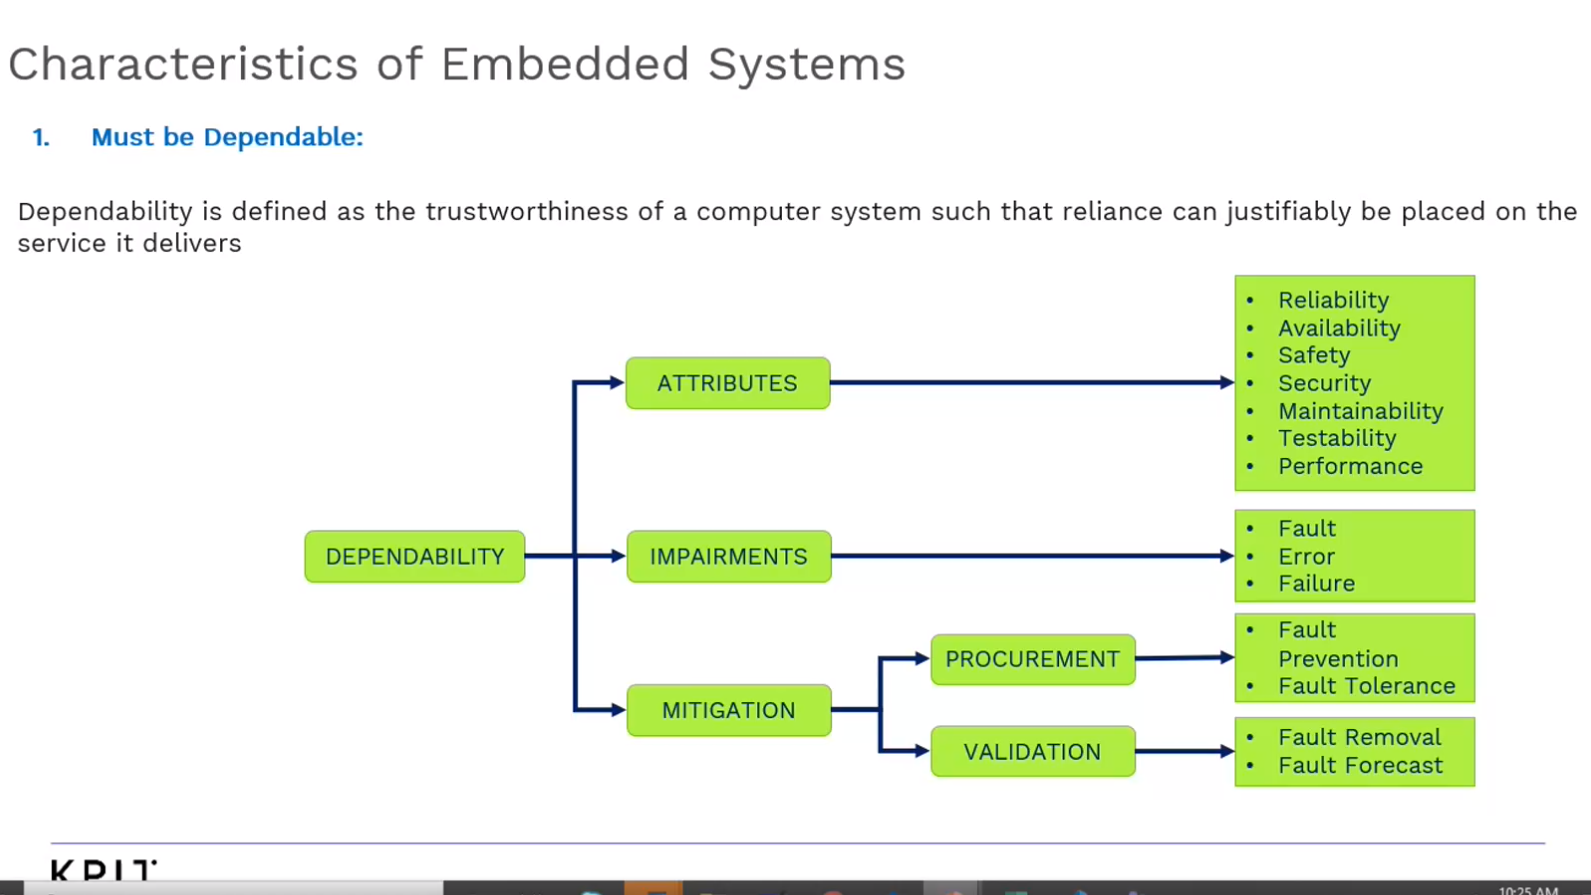 Characteristics of Embedded Systems
1. Must be Dependable:
Dependability is defined as the trustworthiness of a computer system such that reliance can justifiably be placed on the
service it delivers
DEPENDABILITY
ATTRIBUTES
• Reliability
• Availability
• Safety
• Security
• Maintainability
• Testability
• Performance
IMPAIRMENTS
• Fault
• Error
• Failure
MITIGATION
PROCUREMENT
• Fault
Prevention
• Fault Tolerance
VALIDATION
• Fault Removal
• Fault Forecast
KPIT
10:25 AM